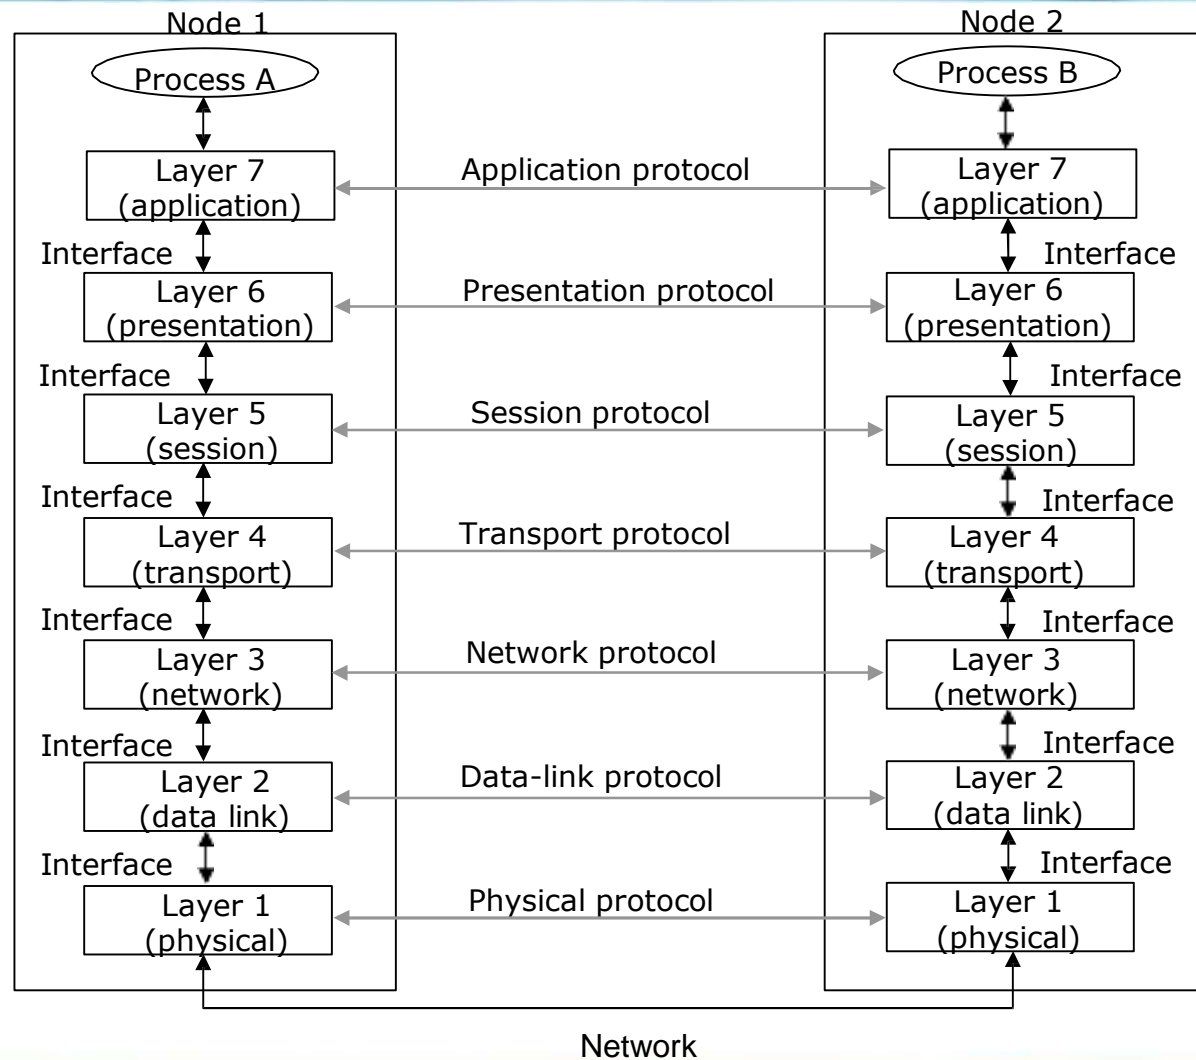 Node 1
Node 2
Process A
Process B
Layer 7
(application)
Application protocol
Layer 7
(application)
Interface
Interface
Layer 6
(presentation)
Presentation protocol
Layer 6
(presentation)
Interface
Interface
Layer 5
(session)
Session protocol
Layer 5
(session)
Interface
Interface
Layer 4
(transport)
Transport protocol
Layer 4
(transport)
Interface
Interface
Layer 3
(network)
Network protocol
Layer 3
(network)
Interface
Interface
Layer 2
(data link)
Data-link protocol
Layer 2
(data link)
Interface
Interface
Layer 1
(physical)
Physical protocol
Layer 1
(physical)
Network